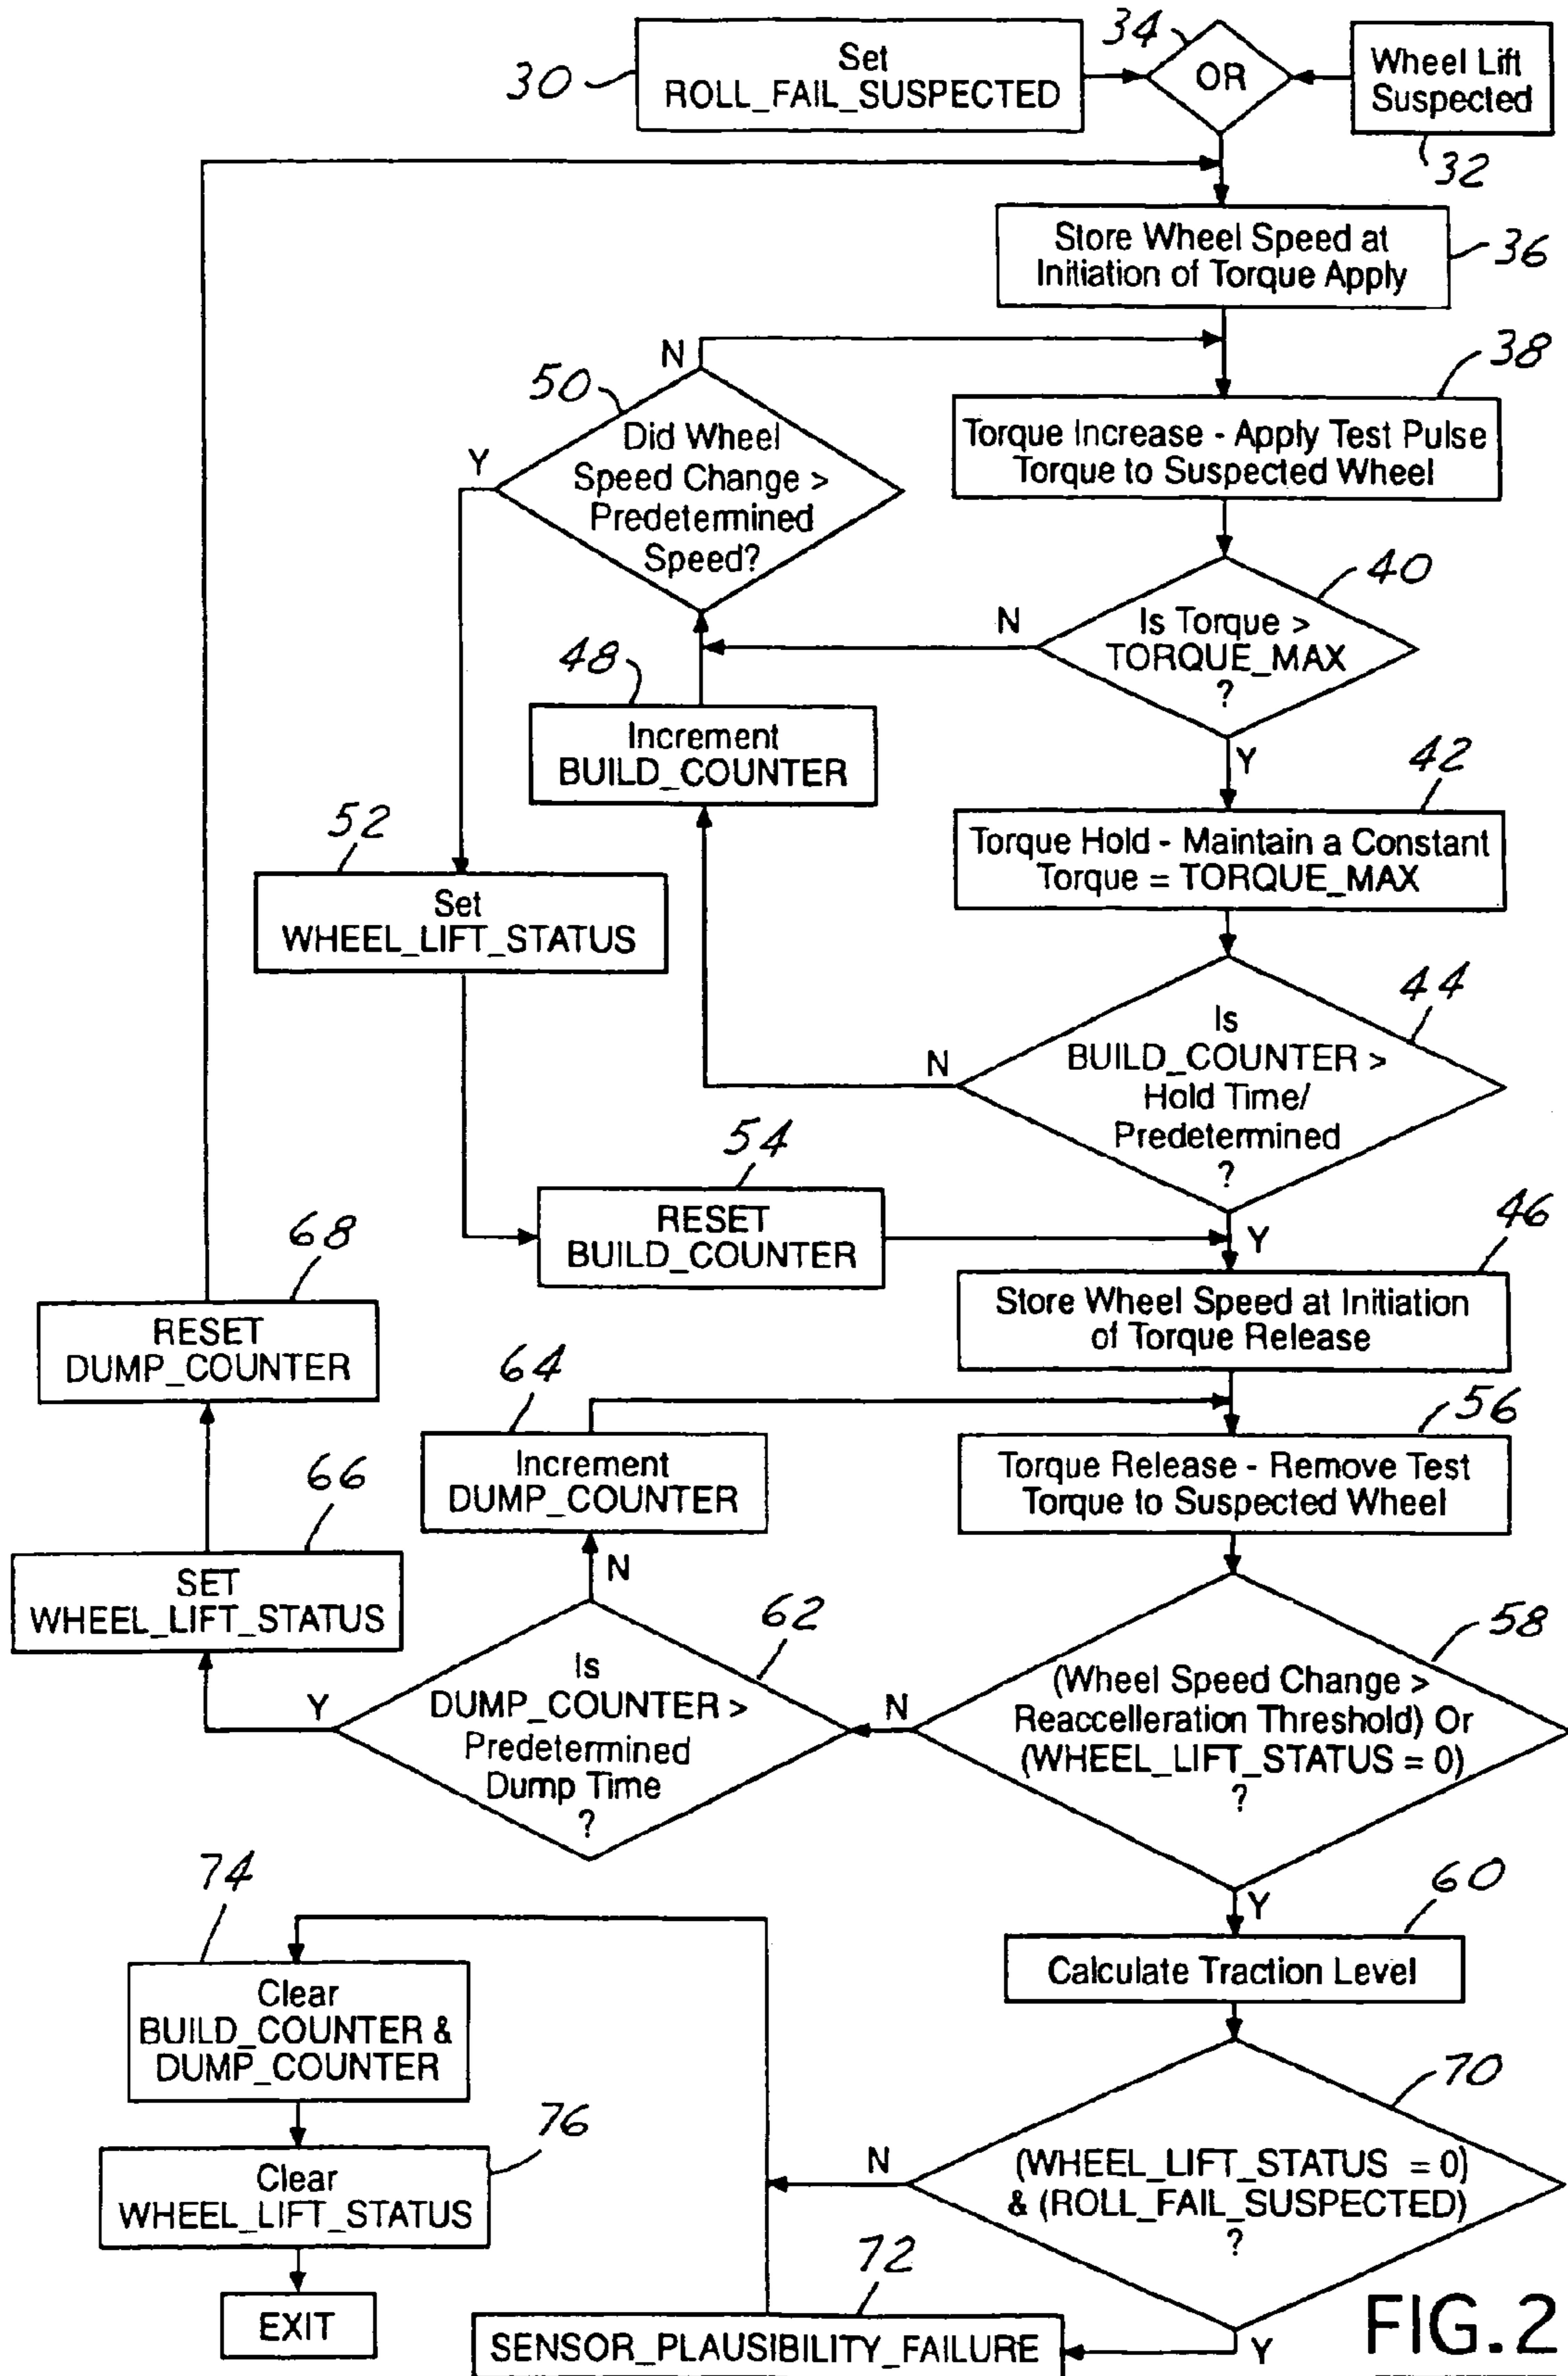 30
Set
ROLL_FAIL_SUSPECTED
34
OR
Wheel Lift
Suspected
32
Store Wheel Speed at
Initiation of Torque Apply
36
N
50
Did Wheel
Speed Change >
Predetermined
Speed?
Y
38
Torque Increase - Apply Test Pulse
Torque to Suspected Wheel
40
Is Torque >
TORQUE_MAX
?
N
Y
48
Increment
BUILD_COUNTER
42
Torque Hold - Maintain a Constant
Torque = TORQUE_MAX
52
Set
WHEEL_LIFT_STATUS
44
Is
BUILD_COUNTER >
Hold Time/
Predetermined
?
N
Y
54
RESET
BUILD_COUNTER
46
Store Wheel Speed at Initiation
of Torque Release
68
RESET
DUMP_COUNTER
64
Increment
DUMP_COUNTER
56
Torque Release - Remove Test
Torque to Suspected Wheel
66
SET
WHEEL_LIFT_STATUS
N
62
Is
DUMP_COUNTER >
Predetermined
Dump Time
?
Y
58
(Wheel Speed Change >
Reaccelleration Threshold) Or
(WHEEL_LIFT_STATUS = 0)
?
N
Y
60
Calculate Traction Level
74
Clear
BUILD_COUNTER &
DUMP_COUNTER
70
(WHEEL_LIFT_STATUS = 0)
& (ROLL_FAIL_SUSPECTED)
?
N
Y
76
Clear
WHEEL_LIFT_STATUS
EXIT
72
SENSOR_PLAUSIBILITY_FAILURE
FIG.2